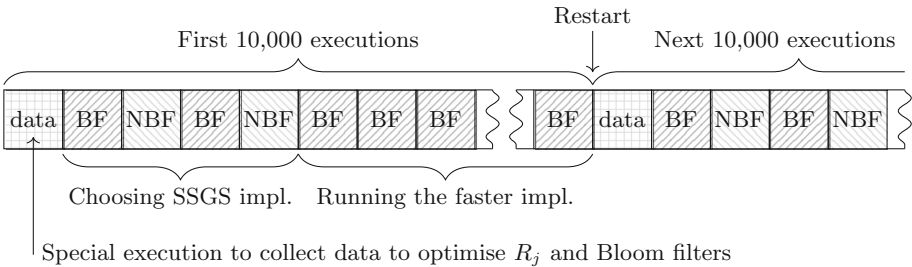 Restart
First 10,000 executions
Next 10,000 executions
data BF NBF BF NBF BF BF BF BF data BF NBF BF NBF
Choosing SSGS impl.
Running the faster impl.
Special execution to collect data to optimise R_j and Bloom filters